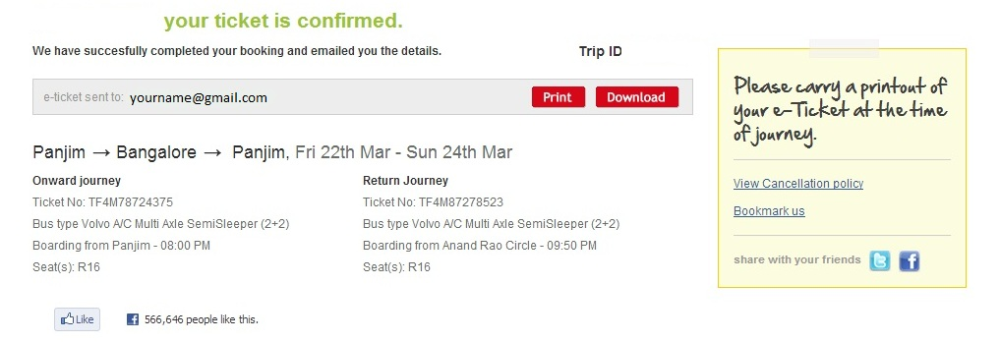 your ticket is confirmed.
We have succesfully completed your booking and emailed you the details.
Trip ID
e-ticket sent to: yourname@gmail.com
Print
Download
Panjim → Bangalore → Panjim, Fri 22th Mar - Sun 24th Mar
Onward journey
Ticket No: TF4M78724375
Bus type Volvo A/C Multi Axle SemiSleeper (2+2)
Boarding from Panjim - 08:00 PM
Seat(s): R16
Return Journey
Ticket No: TF4M87278523
Bus type Volvo A/C Multi Axle SemiSleeper (2+2)
Boarding from Anand Rao Circle - 09:50 PM
Seat(s): R16
Like
566,646 people like this.
Please carry a printout of
your e-Ticket at the time
of journey.
View Cancellation policy
Bookmark us
share with your friends